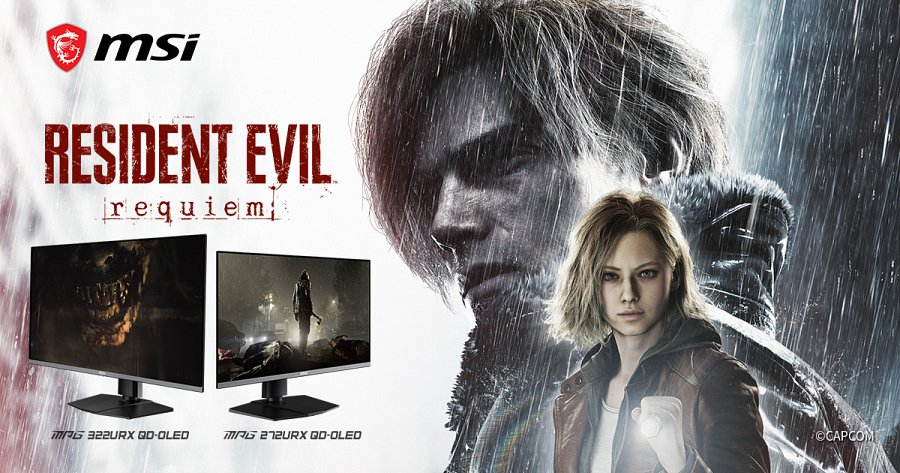 msi
RESIDENT EVIL
requiem
MPG 322URX QD-OLED
MPG 272URX QD-OLED
©CAPCOM